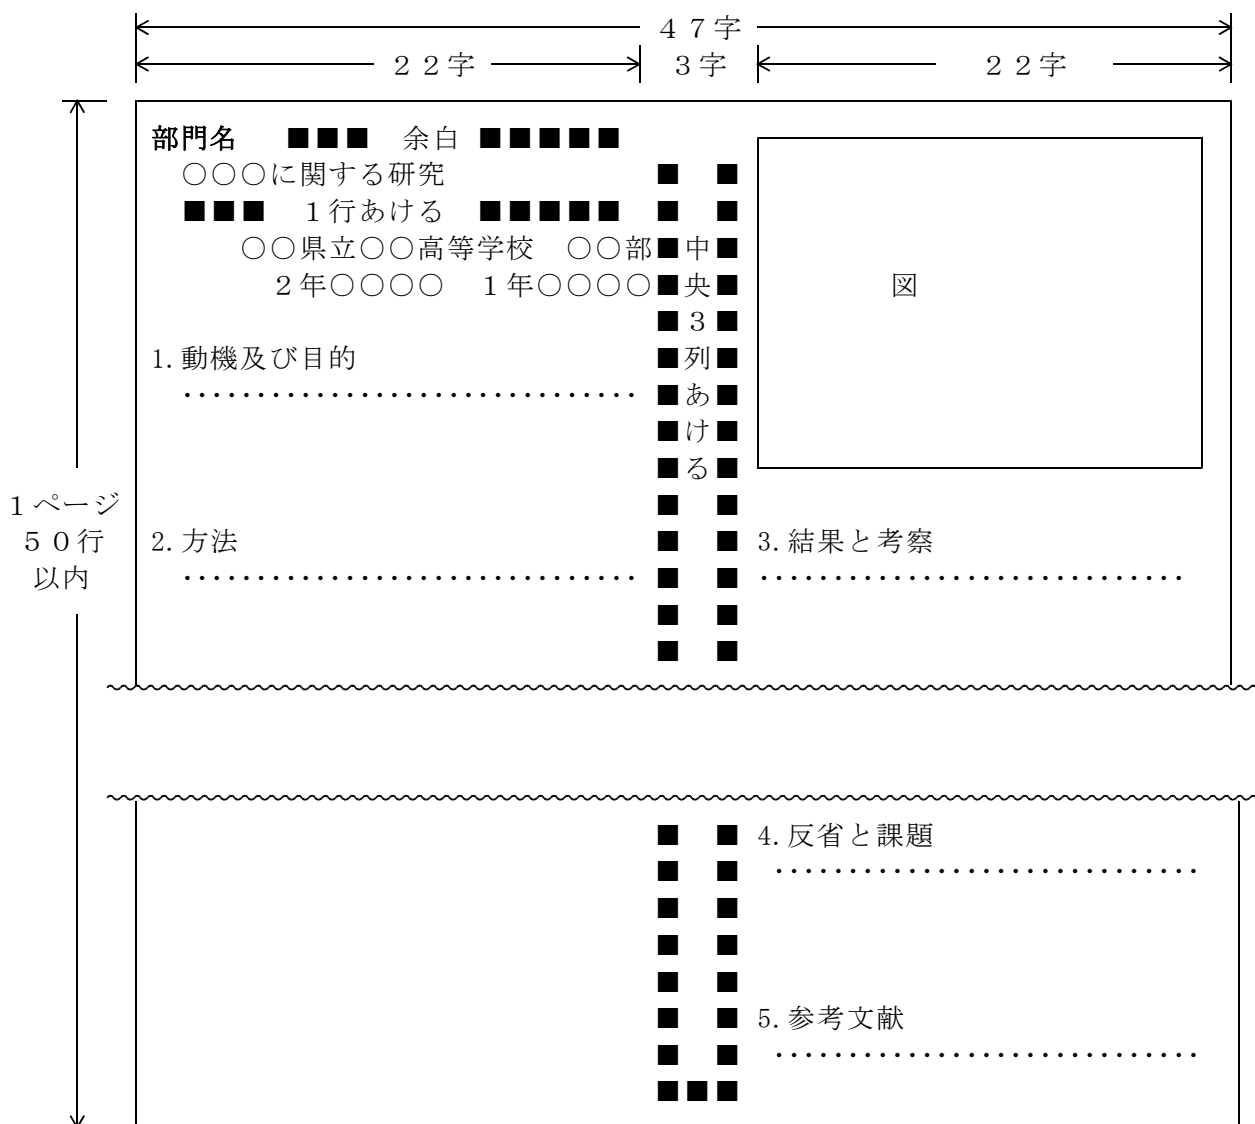 ４７字
２２字
３字
２２字
部門名　■■■　余白　■■■■■
○○○に関する研究
■■■　１行あける　■■■■■
○○県立○○高等学校　○○部
２年○○○○　１年○○○○
1.動機及び目的
・・・・・・・・・・・・・・・・・・・・・・・・・・・・・・・
2.方法
・・・・・・・・・・・・・・・・・・・・・・・・・・・・・・・
中央３列あける
図
3.結果と考察
・・・・・・・・・・・・・・・・・・・・・・・・・・・・・
4.反省と課題
・・・・・・・・・・・・・・・・・・・・・・・・・・・・・
5.参考文献
・・・・・・・・・・・・・・・・・・・・・・・・・・・・・
１ページ
５０行
以内